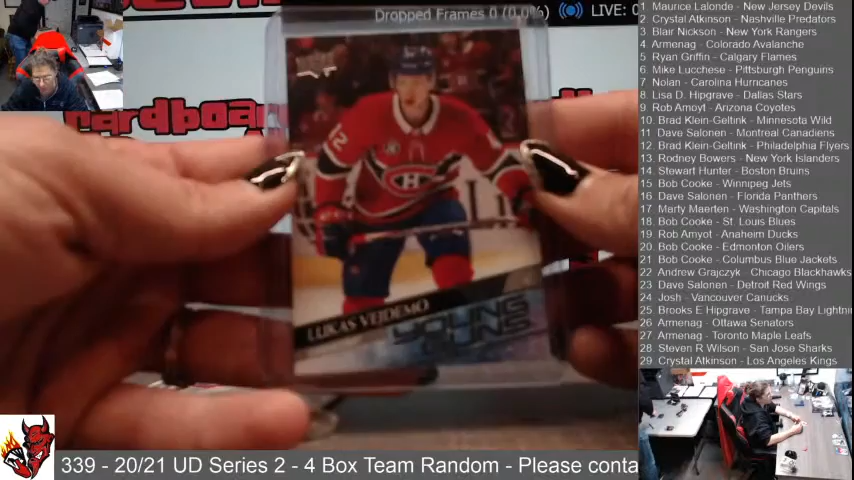 Dropped Frames 0 (0.0%) LIVE: 0
cardboa
LUKAS VEJDEMO
YOUNG
GUNS
1 Maurice Lalonde - New Jersey Devils
2 Crystal Atkinson - Nashville Predators
3 Blair Nickson - New York Rangers
4 Armenag - Colorado Avalanche
5 Ryan Griffin - Calgary Flames
6 Mike Lucchese - Pittsburgh Penguins
7 Nolan - Carolina Hurricanes
8 Lisa D. Hipgrave - Dallas Stars
9 Rob Amoyt - Arizona Coyotes
10 Brad Klein-Geltink - Minnesota Wild
11 Dave Salonen - Montreal Canadiens
12 Brad Klein-Geltink - Philadelphia Flyers
13 Rodney Bowers - New York Islanders
14 Stewart Hunter - Boston Bruins
15 Bob Cooke - Winnipeg Jets
16 Dave Salonen - Florida Panthers
17 Marty Maerten - Washington Capitals
18 Bob Cooke - St. Louis Blues
19 Rob Amyot - Anaheim Ducks
20 Bob Cooke - Edmonton Oilers
21 Bob Cooke - Columbus Blue Jackets
22 Andrew Grajczyk - Chicago Blackhawks
23 Dave Salonen - Detroit Red Wings
24 Josh - Vancouver Canucks
25 Brooks E Hipgrave - Tampa Bay Lightni
26 Armenag - Ottawa Senators
27 Armenag - Toronto Maple Leafs
28 Steven R Wilson - San Jose Sharks
29 Crystal Atkinson - Los Angeles Kings
339 - 20/21 UD Series 2 - 4 Box Team Random - Please conta